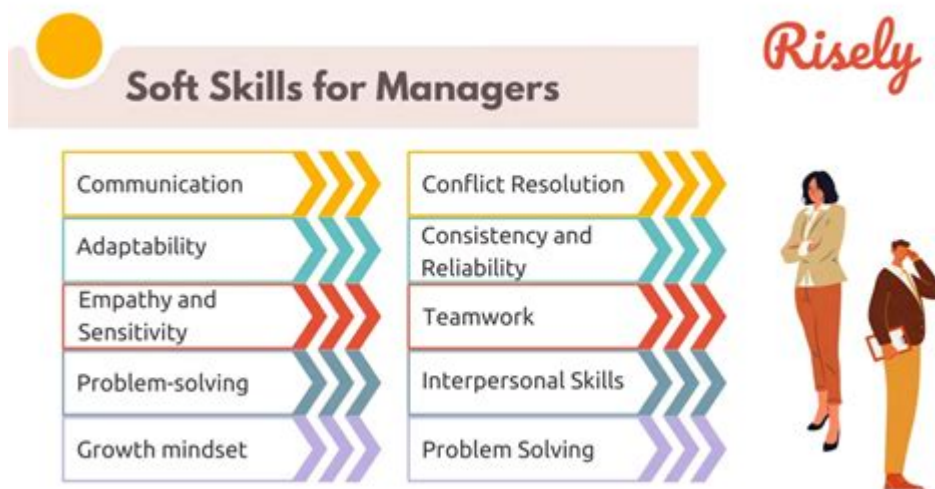 Risely
Soft Skills for Managers
Communication
Adaptability
Empathy and
Sensitivity
Problem-solving
Growth mindset
Conflict Resolution
Consistency and
Reliability
Teamwork
Interpersonal Skills
Problem Solving